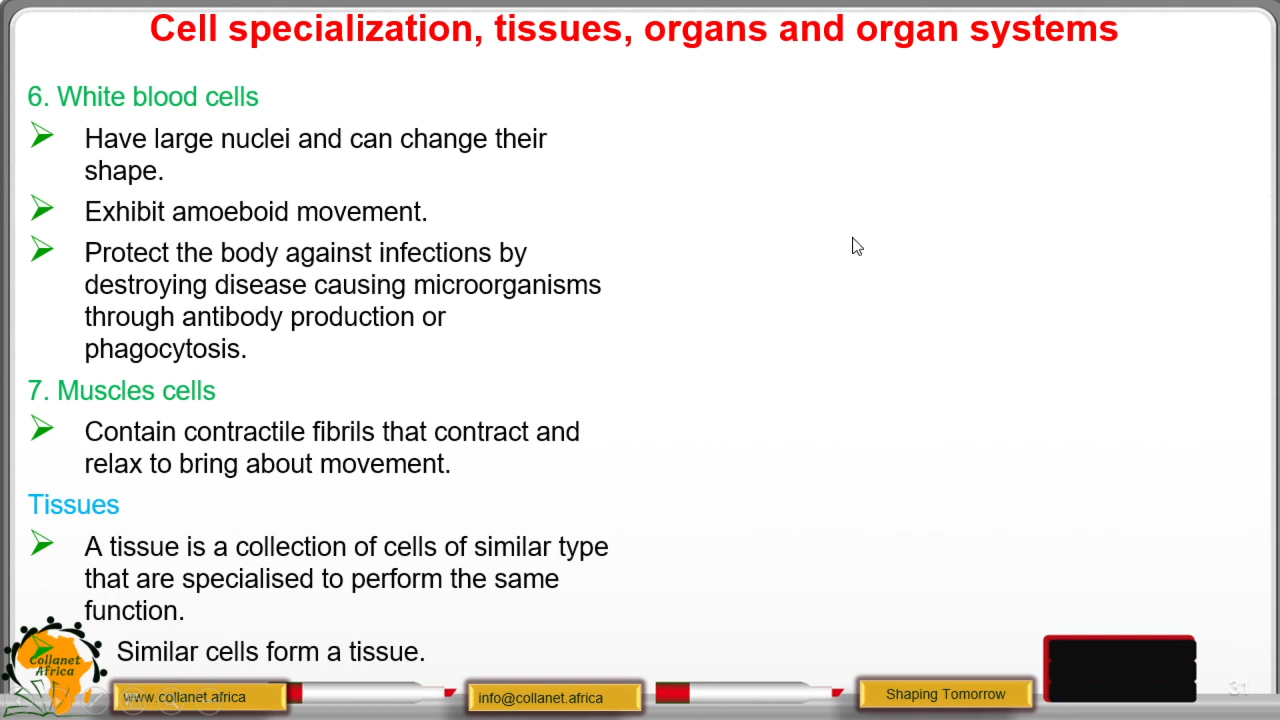 Cell specialization, tissues, organs and organ systems
6. White blood cells
Have large nuclei and can change their
shape.
Exhibit amoeboid movement.
Protect the body against infections by
destroying disease causing microorganisms
through antibody production or
phagocytosis.
7. Muscles cells
Contain contractile fibrils that contract and
relax to bring about movement.
Tissues
A tissue is a collection of cells of similar type
that are specialised to perform the same
function.
Similar cells form a tissue.
Collanet
Africa
www.collanet.africa
info@collanet.africa
Shaping Tomorrow
31